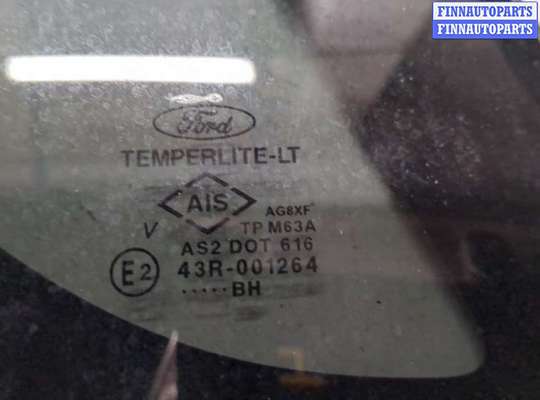 FINNAUTOPARTS
FINNAUTOPARTS
Ford
TEMPERLITE-LT
AIS
AG8XF
V TP M63A
AS2 DOT 616
E2 43R-001264
.....BH